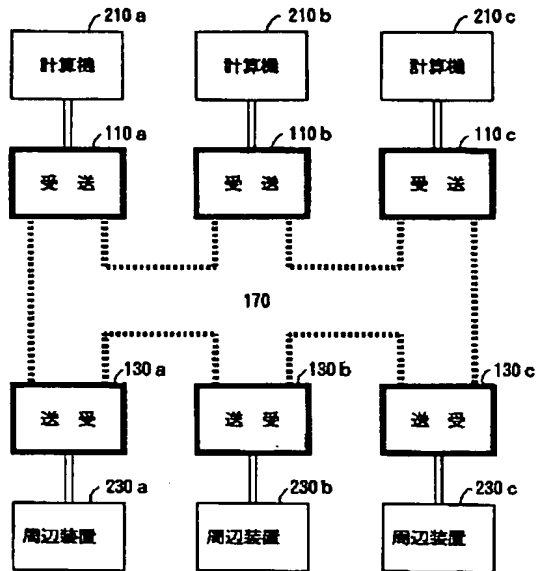 210a 210b 210c
計算機 計算機 計算機
110a 110b 110c
受送 受送 受送
170
130a 130b 130c
送受 送受 送受
230a 230b 230c
周辺装置 周辺装置 周辺装置